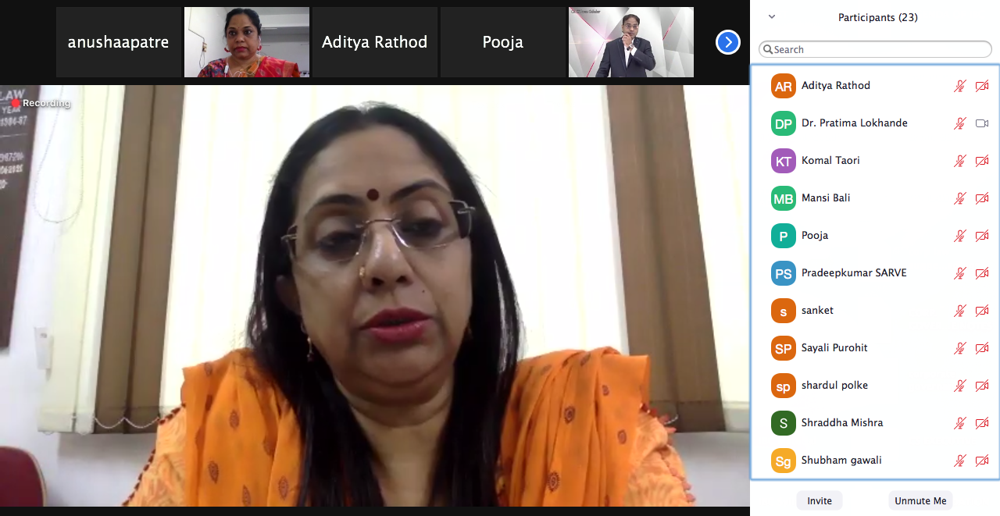 anushaapatre
Aditya Rathod
Pooja
Recording
LAW
YEAR
Participants (23)
Search
AR Aditya Rathod
DP Dr. Pratima Lokhande
KT Komal Taori
MB Mansi Bali
P Pooja
PS Pradeepkumar SARVE
s sanket
SP Sayali Purohit
sp shardul polke
S Shraddha Mishra
Sg Shubham gawali
Invite
Unmute Me